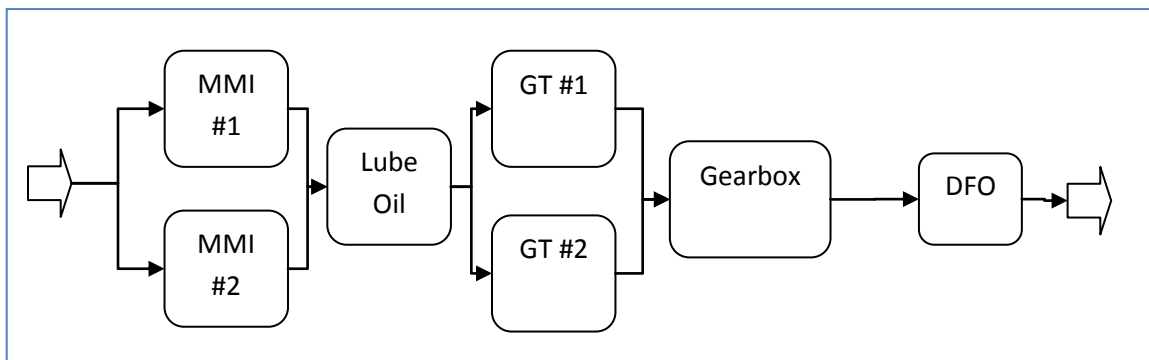 MMI
#1
MMI
#2
Lube
Oil
GT #1
GT #2
Gearbox
DFO